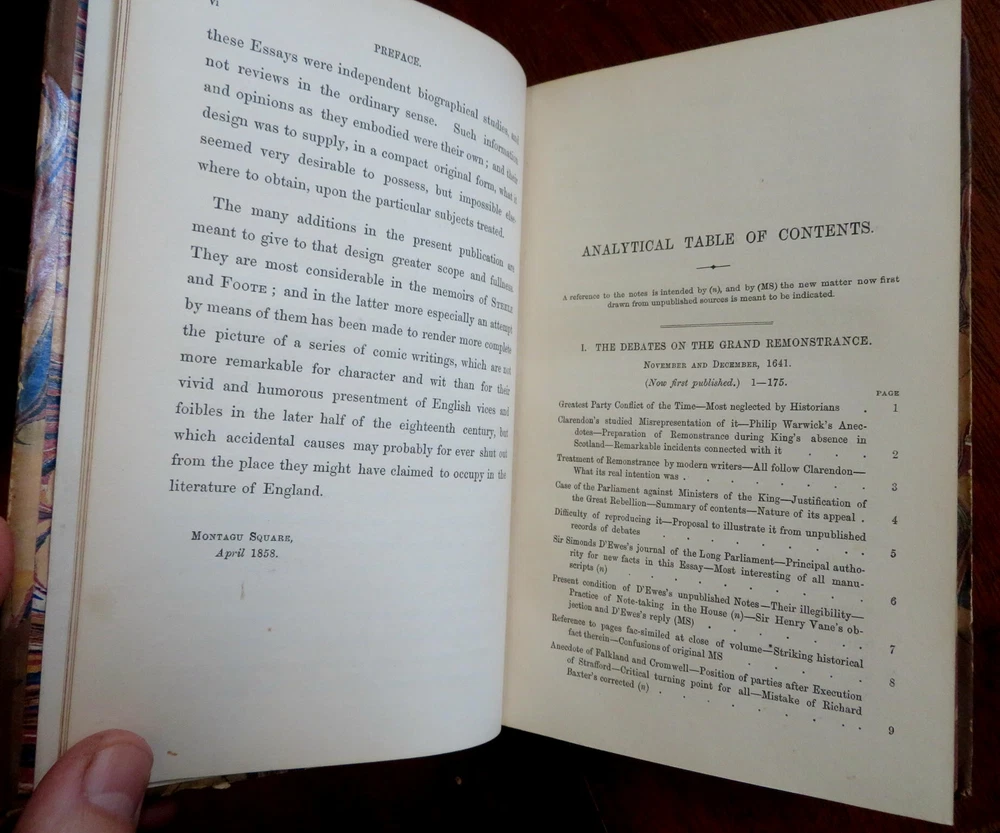 vi
PREFACE.
these Essays were independent biographical studies, and
not reviews in the ordinary sense. Such information
and opinions as they embodied were their own; and their
design was to supply, in a compact original form, what it
seemed very desirable to possess, but impossible else-
where to obtain, upon the particular subjects treated.
The many additions in the present publication are
meant to give to that design greater scope and fullness.
They are most considerable in the memoirs of STEELE
and FOOTE; and in the latter more especially an attempt
by means of them has been made to render more complete
the picture of a series of comic writings, which are not
more remarkable for character and wit than for their
vivid and humorous presentment of English vices and
foibles in the later half of the eighteenth century, but
which accidental causes may probably for ever shut out
from the place they might have claimed to occupy in the
literature of England.
MONTAGU SQUARE,
April 1858.
ANALYTICAL TABLE OF CONTENTS.
A reference to the notes is intended by (n), and by (MS) the new matter now first
drawn from unpublished sources is meant to be indicated.
I. THE DEBATES ON THE GRAND REMONSTRANCE.
NOVEMBER AND DECEMBER, 1641.
(Now first published.) 1—175.
PAGE
Greatest Party Conflict of the Time—Most neglected by Historians . 1
Clarendon's studied Misrepresentation of it—Philip Warwick's Anec-
dotes—Preparation of Remonstrance during King's absence in
Scotland—Remarkable incidents connected with it . . . 2
Treatment of Remonstrance by modern writers—All follow Clarendon—
What its real intention was . . . . . . . 3
Case of the Parliament against Ministers of the King—Justification of
the Great Rebellion—Summary of contents—Nature of its appeal . 4
Difficulty of reproducing it—Proposal to illustrate it from unpublished
records of debates . . . . . . . . 5
Sir Simonds D'Ewes's journal of the Long Parliament—Principal autho-
rity for new facts in this Essay—Most interesting of all manu-
scripts (n) . . . . . . . . 6
Present condition of D'Ewes's unpublished Notes—Their illegibility—
Practice of Note-taking in the House (n)—Sir Henry Vane's ob-
jection and D'Ewes's reply (MS) . . . . . . 7
Reference to pages fac-similed at close of volume—Striking historical
fact therein—Confusions of original MS . . . . . 8
Anecdote of Falkland and Cromwell—Position of parties after Execution
of Strafford—Critical turning point for all—Mistake of Richard
Baxter's corrected (n) . . . . . . . 9